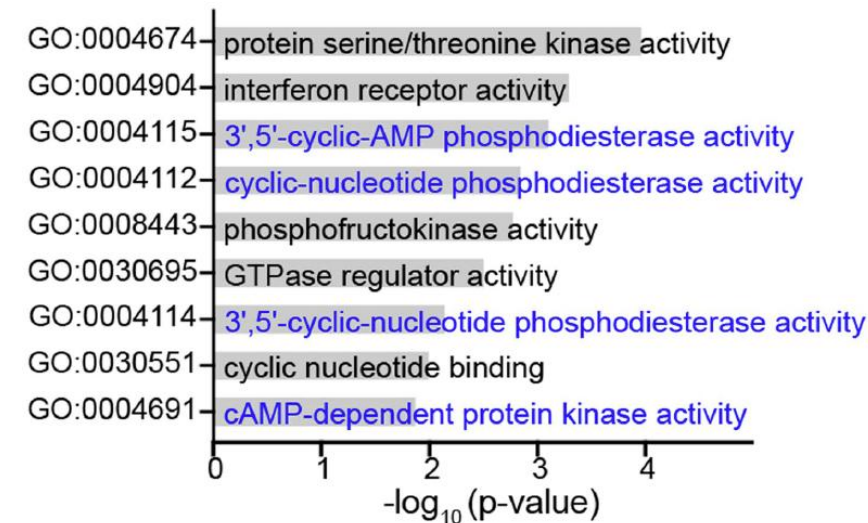 GO:0004674 protein serine/threonine kinase activity
GO:0004904 interferon receptor activity
GO:0004115 3',5'-cyclic-AMP phosphodiesterase activity
GO:0004112 cyclic-nucleotide phosphodiesterase activity
GO:0008443 phosphofructokinase activity
GO:0030695 GTPase regulator activity
GO:0004114 3',5'-cyclic-nucleotide phosphodiesterase activity
GO:0030551 cyclic nucleotide binding
GO:0004691 cAMP-dependent protein kinase activity
0 1 2 3 4
-log10 (p-value)